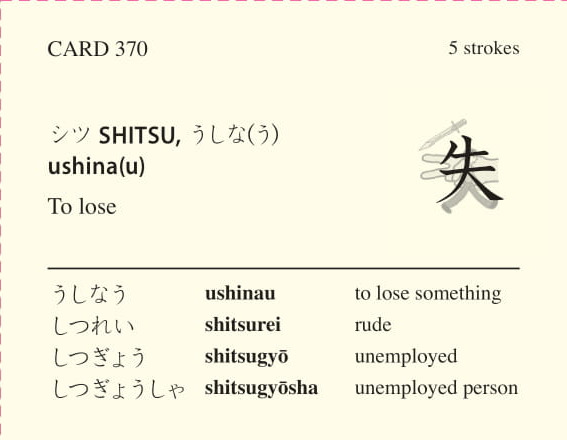 CARD 370 5 strokes
シツ SHITSU, うしな(う)
ushina(u)
To lose
失
うしなう ushinau to lose something
しつれい shitsurei rude
しつぎょう shitsugyō unemployed
しつぎょうしゃ shitsugyōsha unemployed person